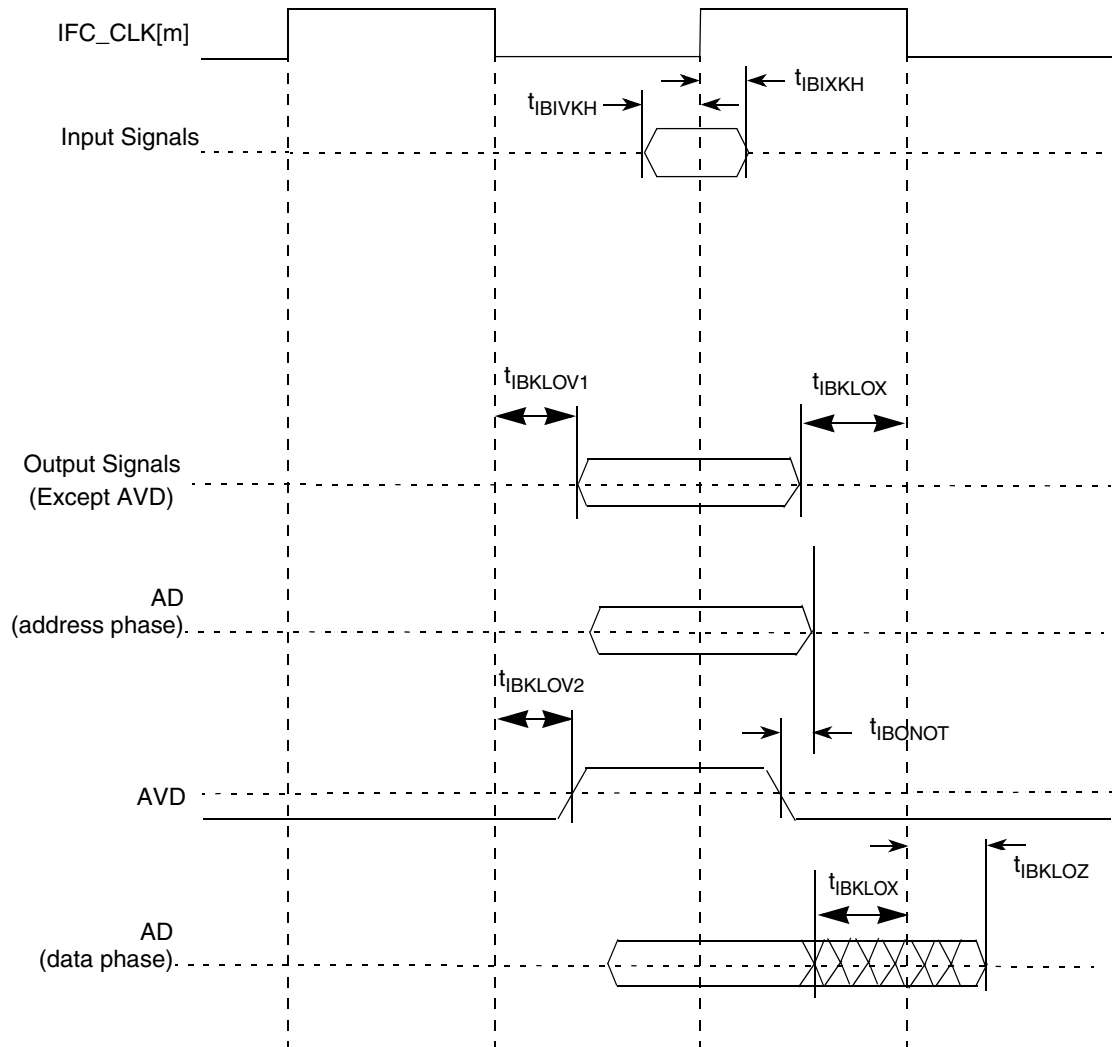 IFC_CLK[m]
tIBIXKH
tIBIVKH
Input Signals
tIBKLOV1
tIBKLOX
Output Signals
(Except AVD)
AD
(address phase)
tIBKLOV2
tIBONOT
AVD
tIBKLOZ
tIBKLOX
AD
(data phase)